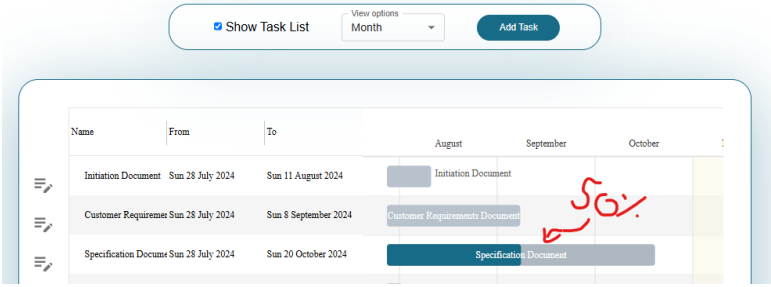 Show Task List
View options
Month
Add Task
Name From To
August September October
Initiation Document Sun 28 July 2024 Sun 11 August 2024 Initiation Document
Customer Requiremen Sun 28 July 2024 Sun 8 September 2024 Customer Requirements Document
50%
Specification Docume Sun 28 July 2024 Sun 20 October 2024 Specification Document